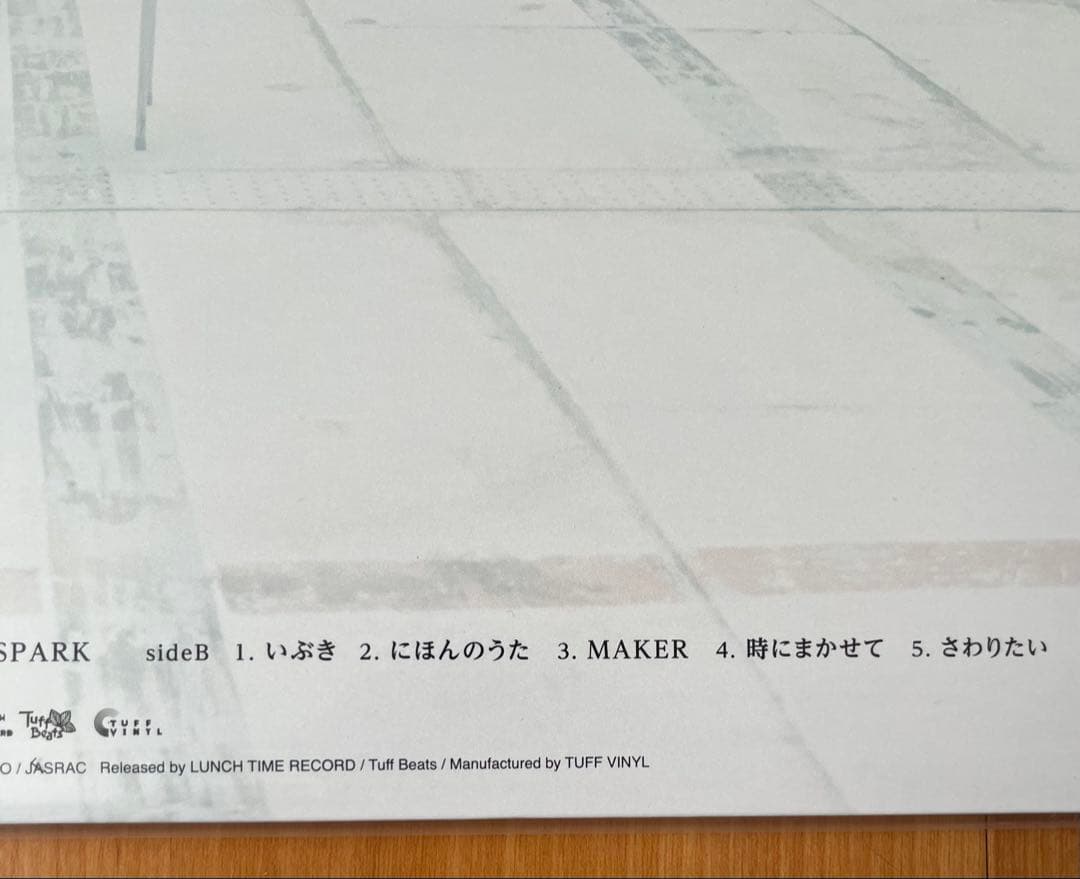 SPARK sideB 1. いぶき 2. にほんのうた 3. MAKER 4. 時にまかせて 5. さわりたい
Tuff Beats TUFF VINYL
O / JASRAC Released by LUNCH TIME RECORD / Tuff Beats / Manufactured by TUFF VINYL